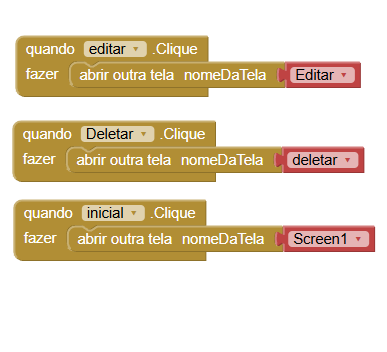 quando editar .Clique
fazer abrir outra tela nomeDaTela Editar
quando Deletar .Clique
fazer abrir outra tela nomeDaTela deletar
quando inicial .Clique
fazer abrir outra tela nomeDaTela Screen1